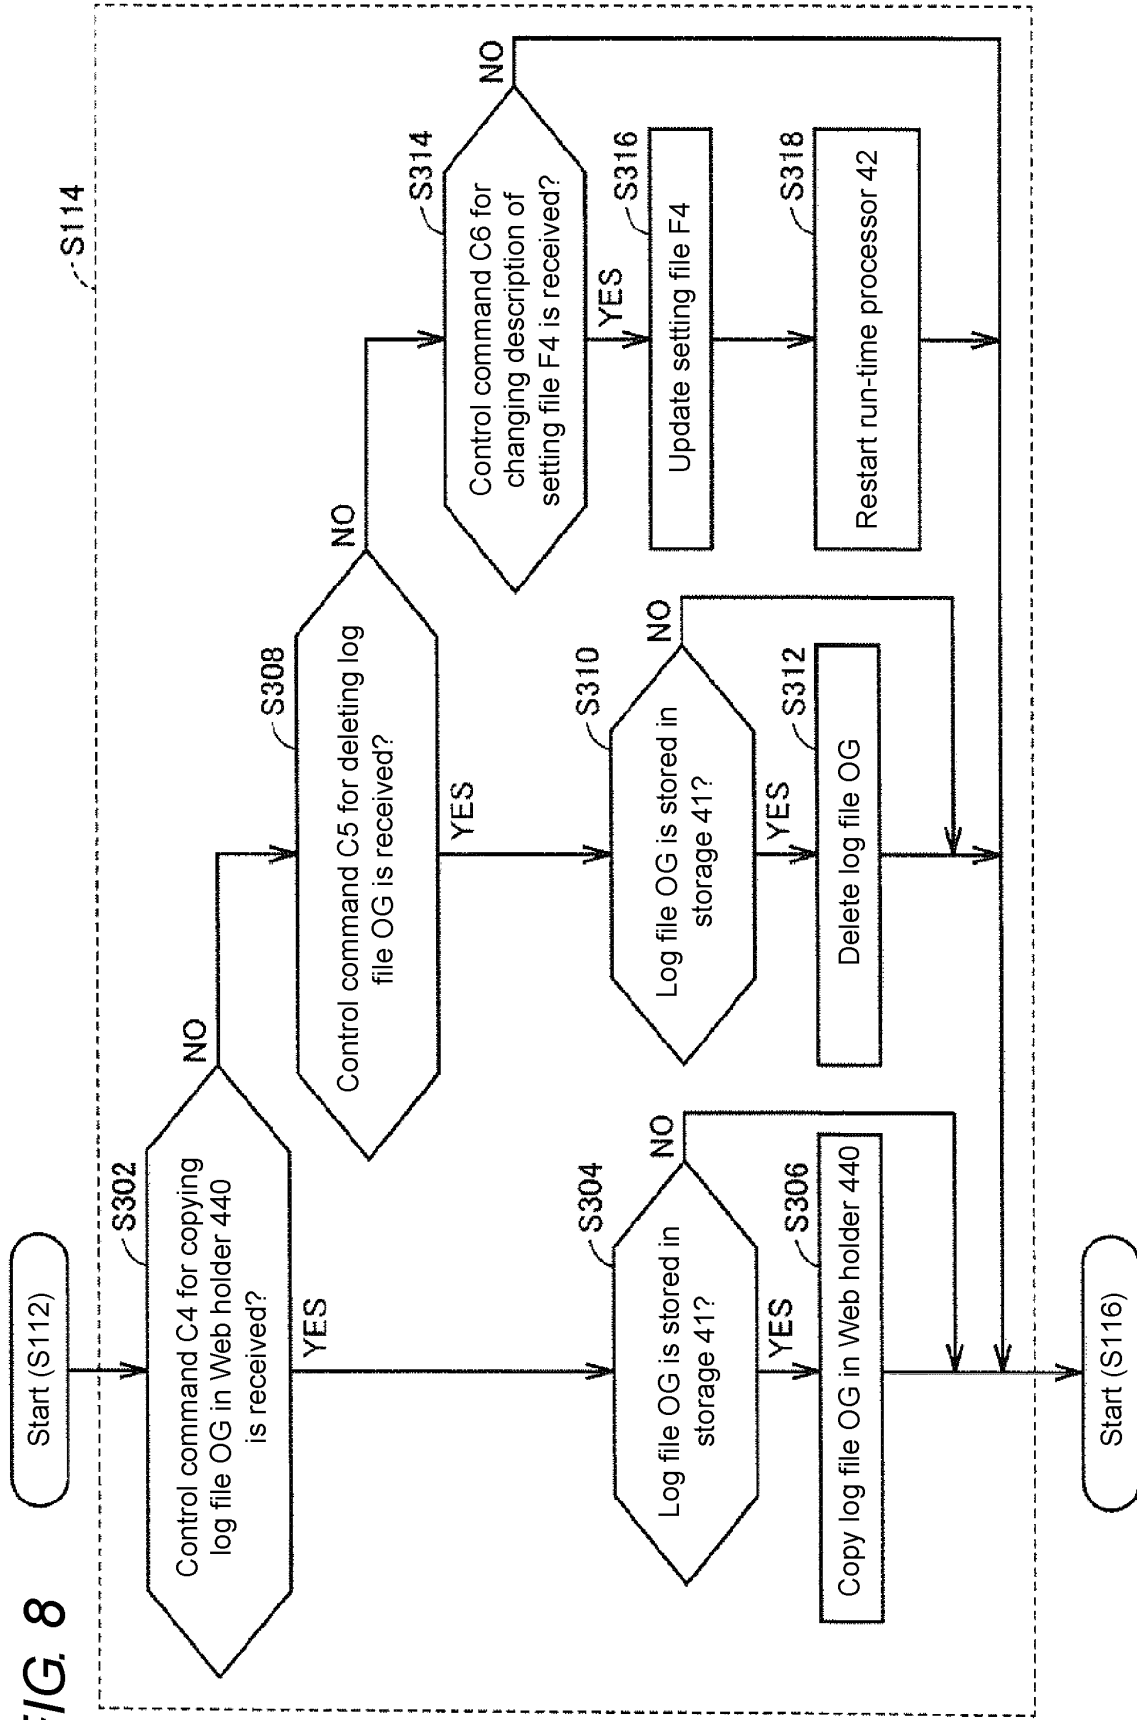 FIG. 8
Start (S112)
S114
S302
Control command C4 for copying
log file OG in Web holder 440
is received?
NO
YES
S304
Log file OG is stored in
storage 41?
NO
YES
S306
Copy log file OG in Web holder 440
S308
Control command C5 for deleting log
file OG is received?
NO
YES
S310
Log file OG is stored in
storage 41?
NO
YES
S312
Delete log file OG
S314
Control command C6 for
changing description of
setting file F4 is received?
NO
YES
S316
Update setting file F4
S318
Restart run-time processor 42
Start (S116)